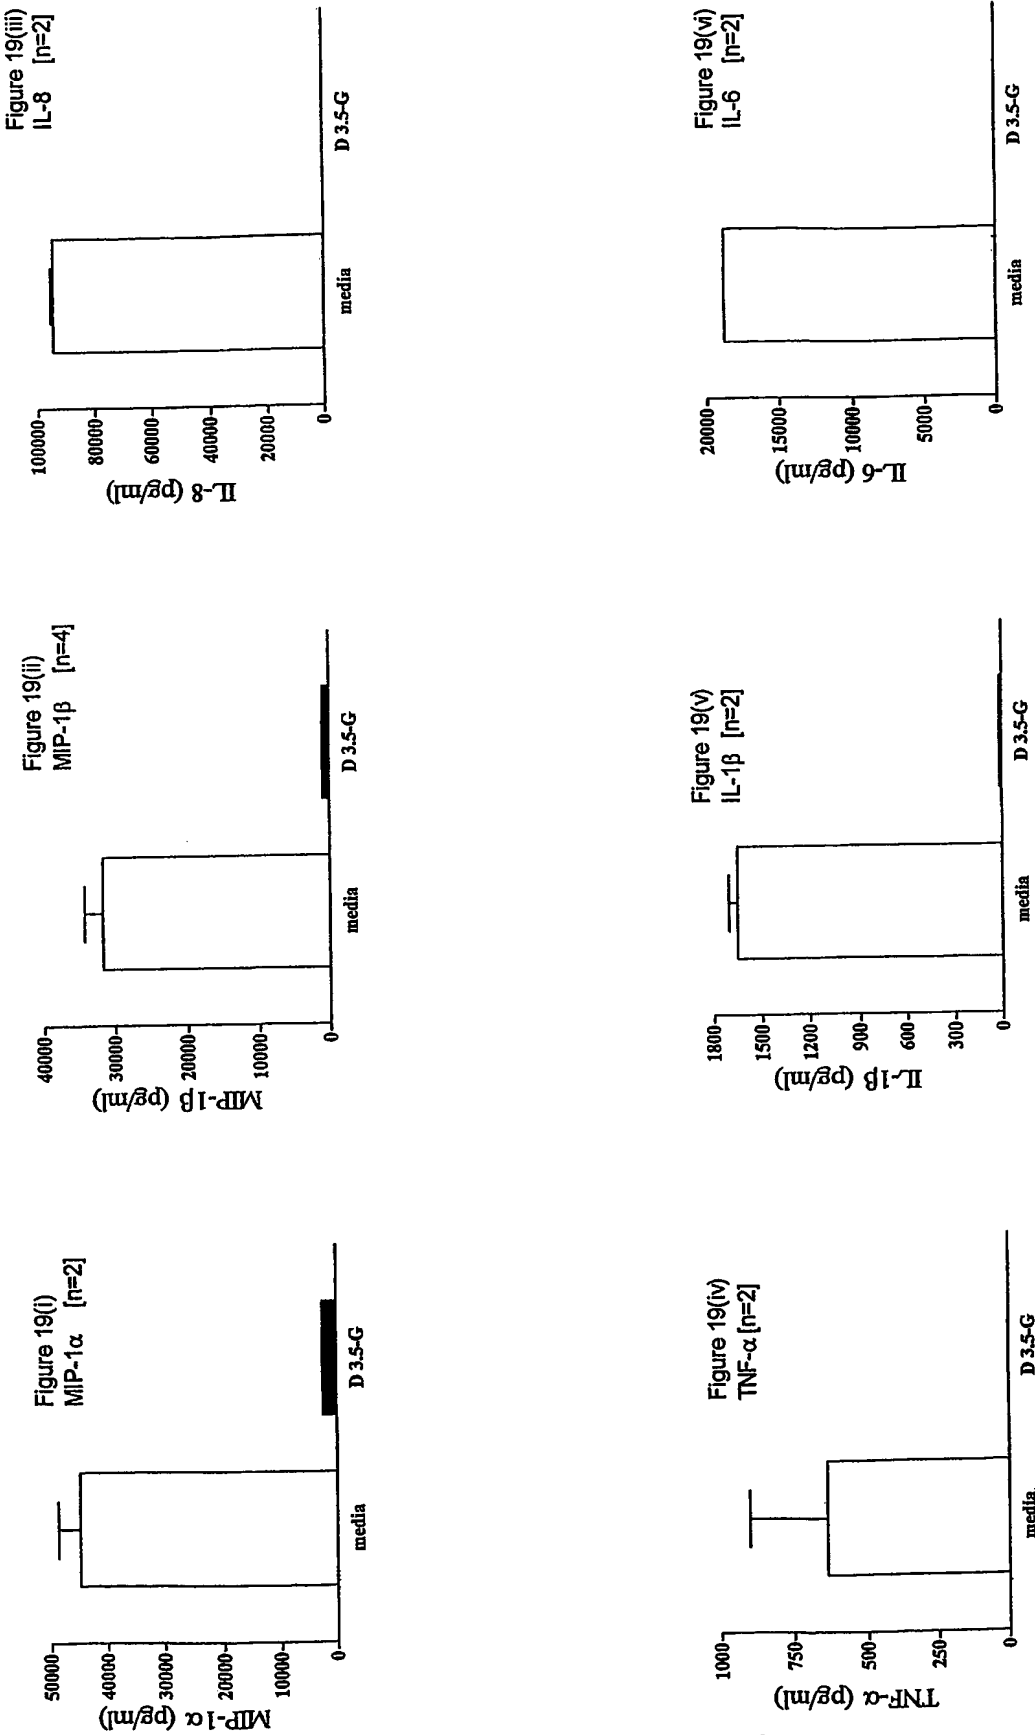 Figure 19(i)
MIP-1α [n=2]
MIP-1α (pg/ml)
50000
40000
30000
20000
10000
0
media
D 3.5-G
Figure 19(ii)
MIP-1β [n=4]
MIP-1β (pg/ml)
40000
30000
20000
10000
0
media
D 3.5-G
Figure 19(iii)
IL-8 [n=2]
IL-8 (pg/ml)
100000
80000
60000
40000
20000
0
media
D 3.5-G
Figure 19(iv)
TNF-α [n=2]
TNF-α (pg/ml)
1000
750
500
250
0
media
D 3.5-G
Figure 19(v)
IL-1β [n=2]
IL-1β (pg/ml)
1800
1500
1200
900
600
300
0
media
D 3.5-G
Figure 19(vi)
IL-6 [n=2]
IL-6 (pg/ml)
20000
15000
10000
5000
0
media
D 3.5-G